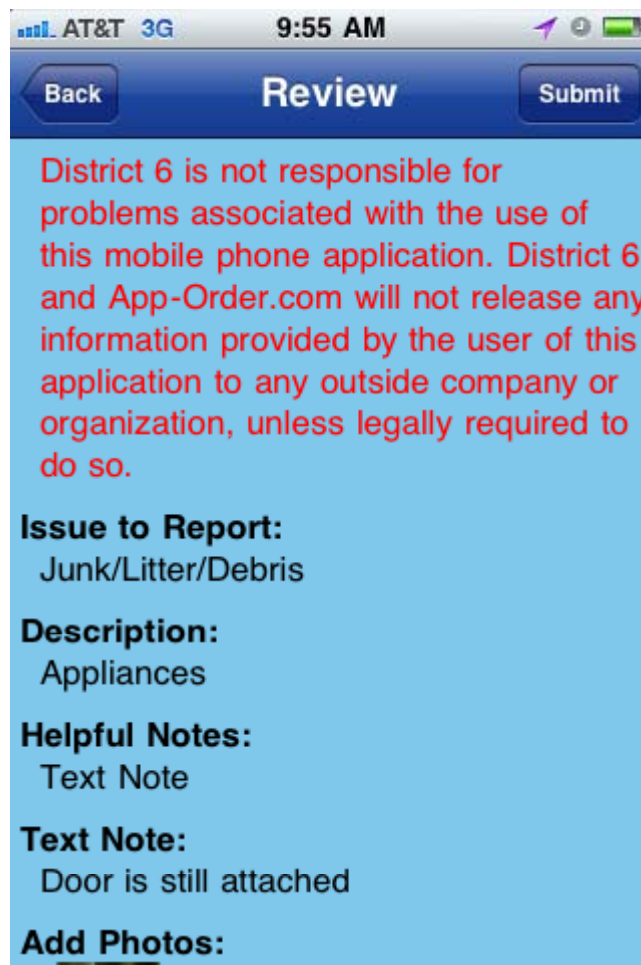 AT&T 3G 9:55 AM
Back Review Submit
District 6 is not responsible for
problems associated with the use of
this mobile phone application. District 6
and App-Order.com will not release any
information provided by the user of this
application to any outside company or
organization, unless legally required to
do so.
Issue to Report:
Junk/Litter/Debris
Description:
Appliances
Helpful Notes:
Text Note
Text Note:
Door is still attached
Add Photos: